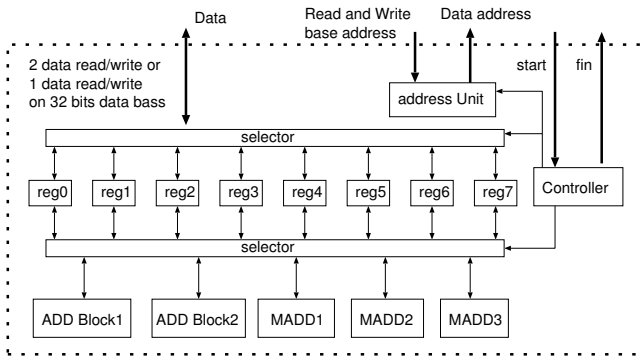 Data
Read and Write
base address
Data address
2 data read/write or
1 data read/write
on 32 bits data bass
start
fin
address Unit
selector
reg0
reg1
reg2
reg3
reg4
reg5
reg6
reg7
Controller
selector
ADD Block1
ADD Block2
MADD1
MADD2
MADD3